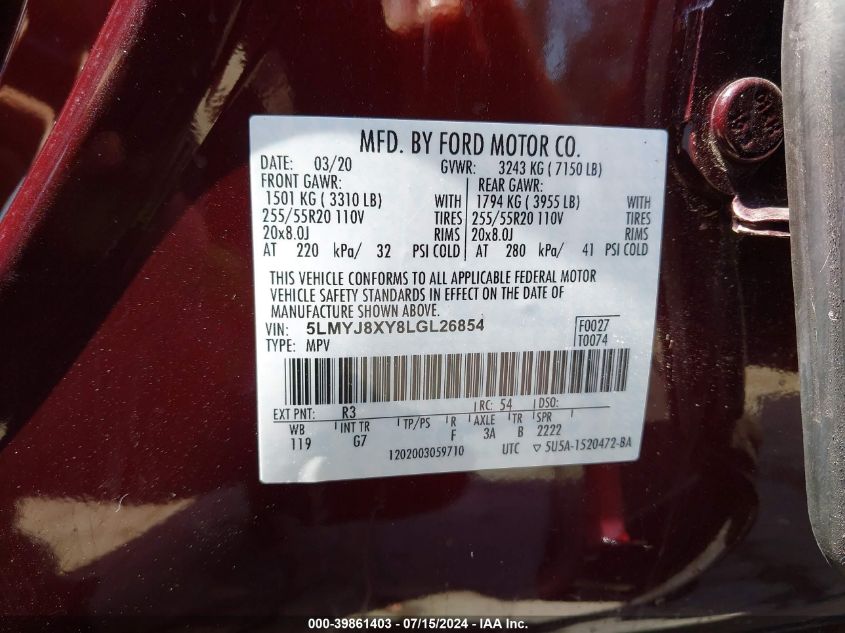 MFD. BY FORD MOTOR CO.
DATE: 03/20 GVWR: 3243 KG ( 7150 LB)
FRONT GAWR: REAR GAWR:
1501 KG ( 3310 LB) WITH 1794 KG ( 3955 LB) WITH
255/55R20 110V TIRES 255/55R20 110V TIRES
20x8.0J RIMS 20x8.0J RIMS
AT 220 kPa/ 32 PSI COLD AT 280 kPa/ 41 PSI COLD
THIS VEHICLE CONFORMS TO ALL APPLICABLE FEDERAL MOTOR
VEHICLE SAFETY STANDARDS IN EFFECT ON THE DATE OF
MANUFACTURE SHOWN ABOVE.
VIN: 5LMYJ8XY8LGL26854 F0027
TYPE: MPV T0074
EXT PNT: R3 RC: 54 DSO:
WB INT TR TP/PS R AXLE TR SPR
119 G7 F 3A B 2222
1202003059710 UTC ▽ 5U5A-1520472-BA
000-39861403 - 07/15/2024 - IAA Inc.